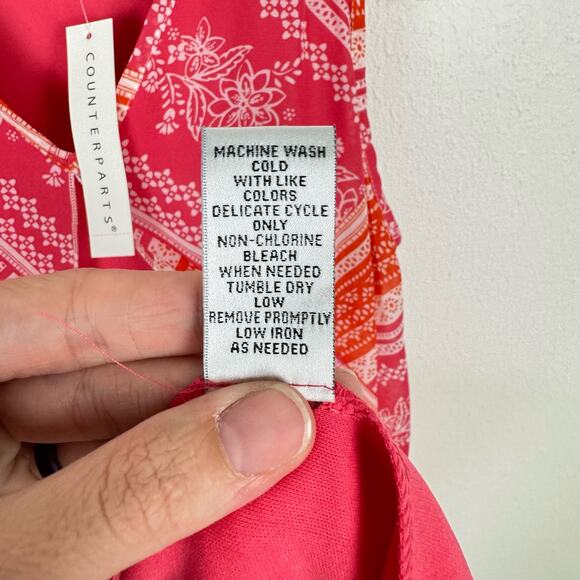 COUNTERPARTS®
MACHINE WASH
COLD
WITH LIKE
COLORS
DELICATE CYCLE
ONLY
NON-CHLORINE
BLEACH
WHEN NEEDED
TUMBLE DRY
LOW
REMOVE PROMPTLY
LOW IRON
AS NEEDED